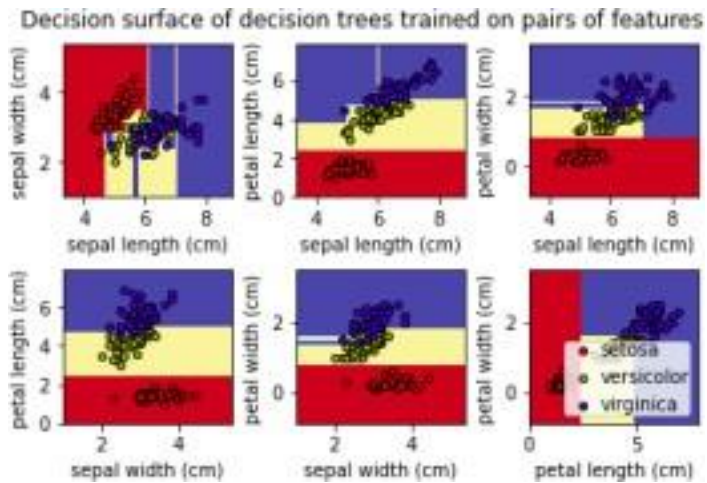 Decision surface of decision trees trained on pairs of features
sepal width (cm)
4
2
4 6 8
sepal length (cm)
petal length (cm)
6
4
2
0
4 6 8
sepal length (cm)
petal width (cm)
2
0
4 6 8
sepal length (cm)
petal length (cm)
6
4
2
0
2 4
sepal width (cm)
petal width (cm)
2
0
2 4
sepal width (cm)
petal width (cm)
2
0
0 5
petal length (cm)
setosa
versicolor
virginica